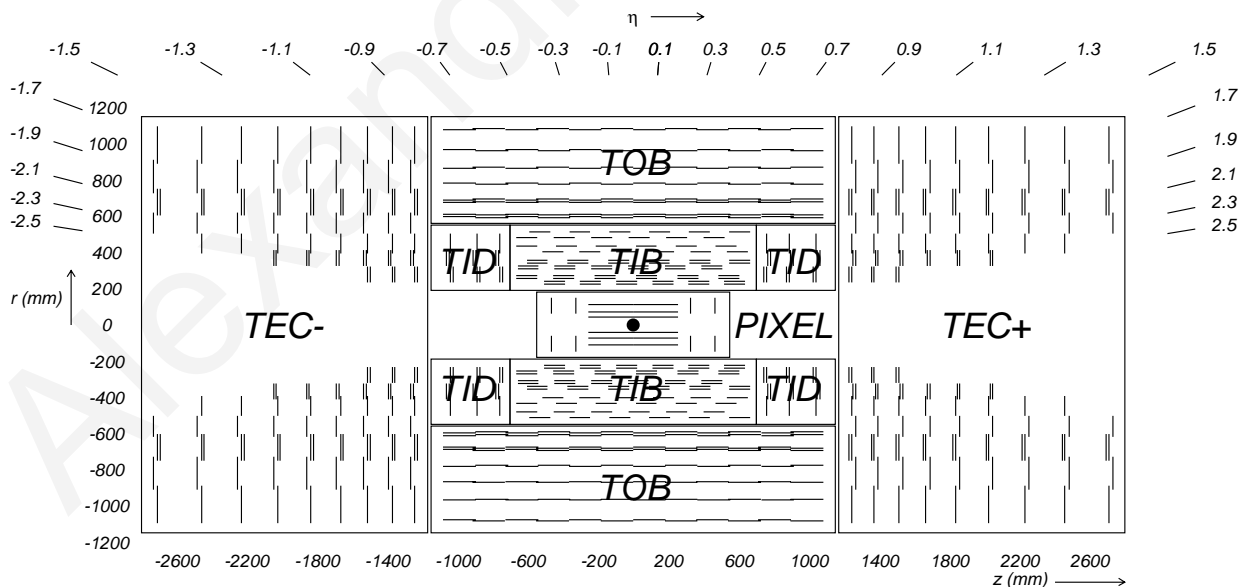 η
-1.5 -1.3 -1.1 -0.9 -0.7 -0.5 -0.3 -0.1 0.1 0.3 0.5 0.7 0.9 1.1 1.3 1.5
-1.7 1.7
1200
-1.9 1.9
1000
-2.1 2.1
800
-2.3 2.3
600
-2.5 2.5
400
200
0
-200
-400
-600
-800
-1000
-1200
r (mm)
TOB
TID TIB TID
TEC- PIXEL TEC+
TID TIB TID
TOB
-2600 -2200 -1800 -1400 -1000 -600 -200 200 600 1000 1400 1800 2200 2600
z (mm)